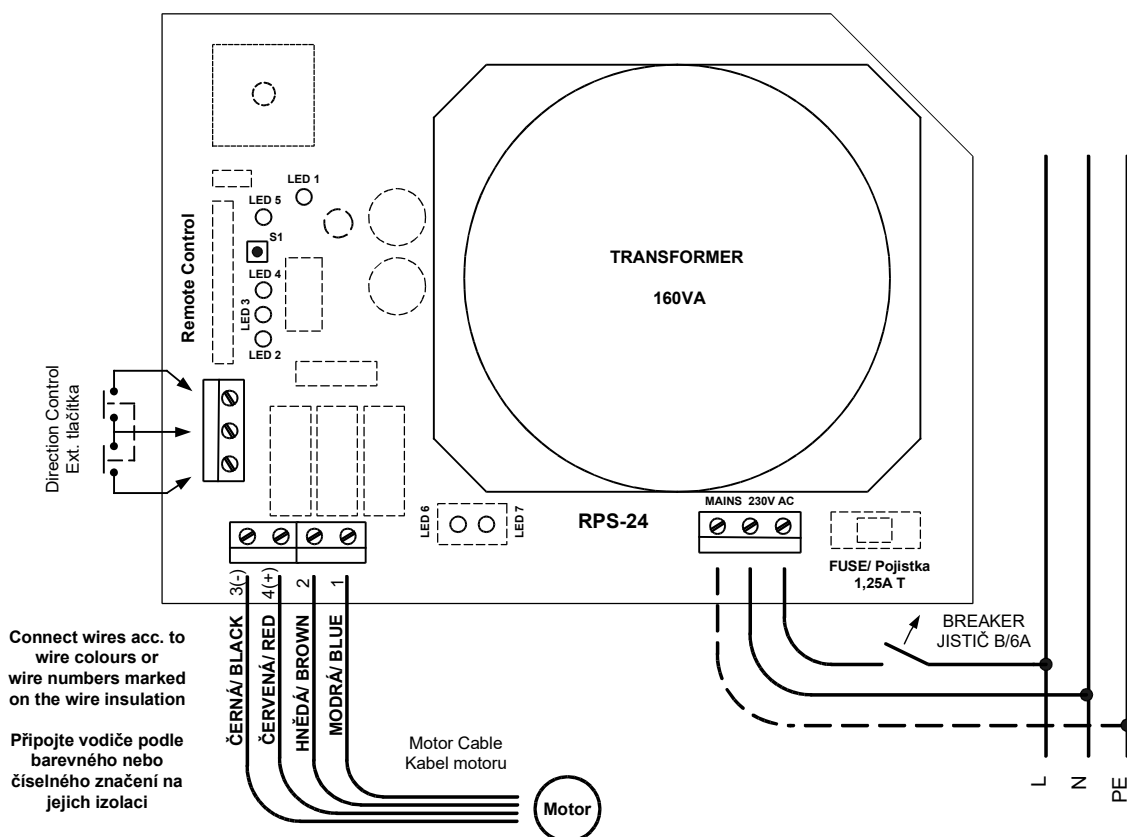 LED 1
LED 5
S1
Remote Control
LED 4
LED 3
LED 2
TRANSFORMER
160VA
Direction Control
Ext. tlačítka
LED 6
LED 7
RPS-24
MAINS 230V AC
FUSE/ Pojistka
1,25A T
3(-)
4(+)
2
1
ČERNÁ/ BLACK
ČERVENÁ/ RED
HNĚDÁ/ BROWN
MODRÁ/ BLUE
BREAKER
JISTIČ B/6A
Connect wires acc. to
wire colours or
wire numbers marked
on the wire insulation
Připojte vodiče podle
barevného nebo
číselného značení na
jejich izolaci
Motor Cable
Kabel motoru
Motor
L
N
PE